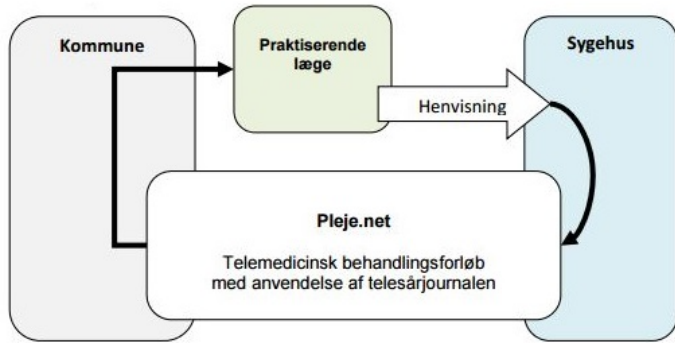 Kommune
Praktiserende
læge
Sygehus
Henvisning
Pleje.net
Telemedicinsk behandlingsforløb
med anvendelse af telesårjournalen